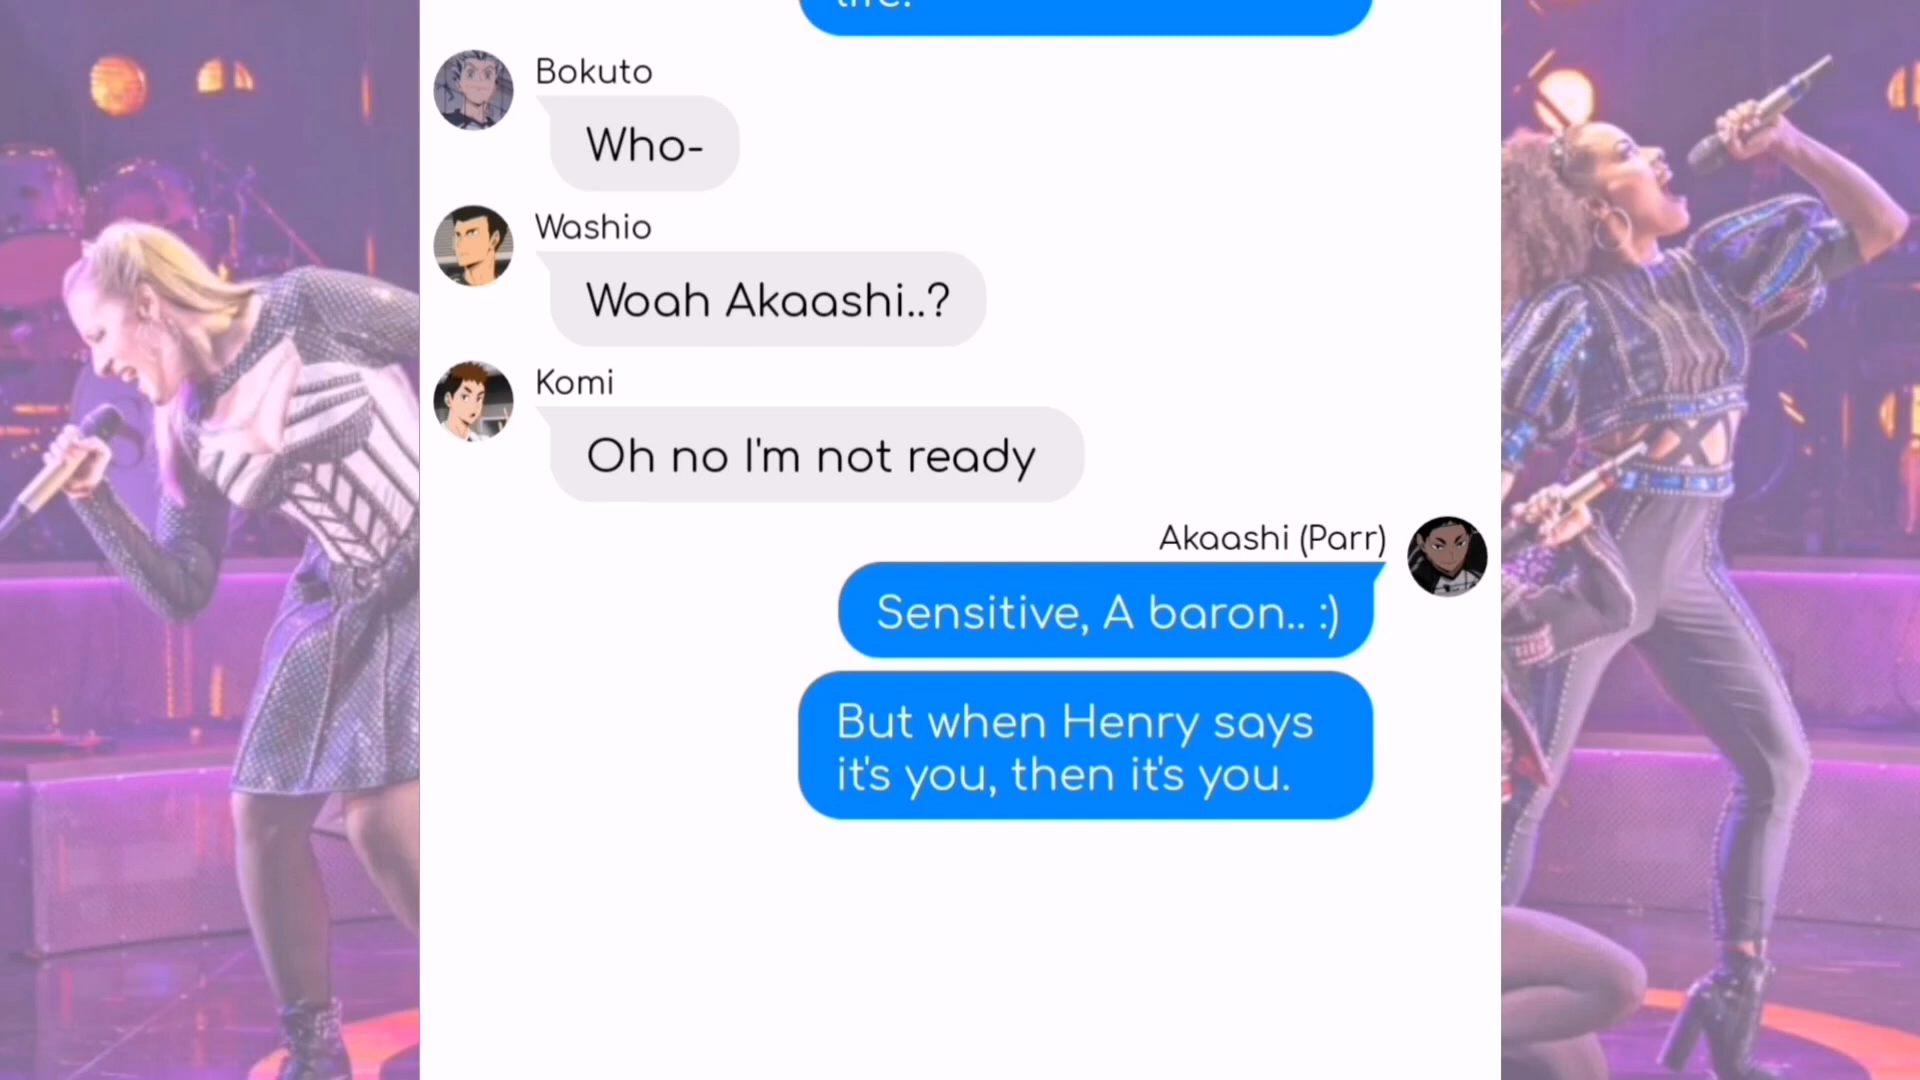 life.
Bokuto
Who-
Washio
Woah Akaashi..?
Komi
Oh no I'm not ready
Akaashi (Parr)
Sensitive, A baron.. :)
But when Henry says
it's you, then it's you.